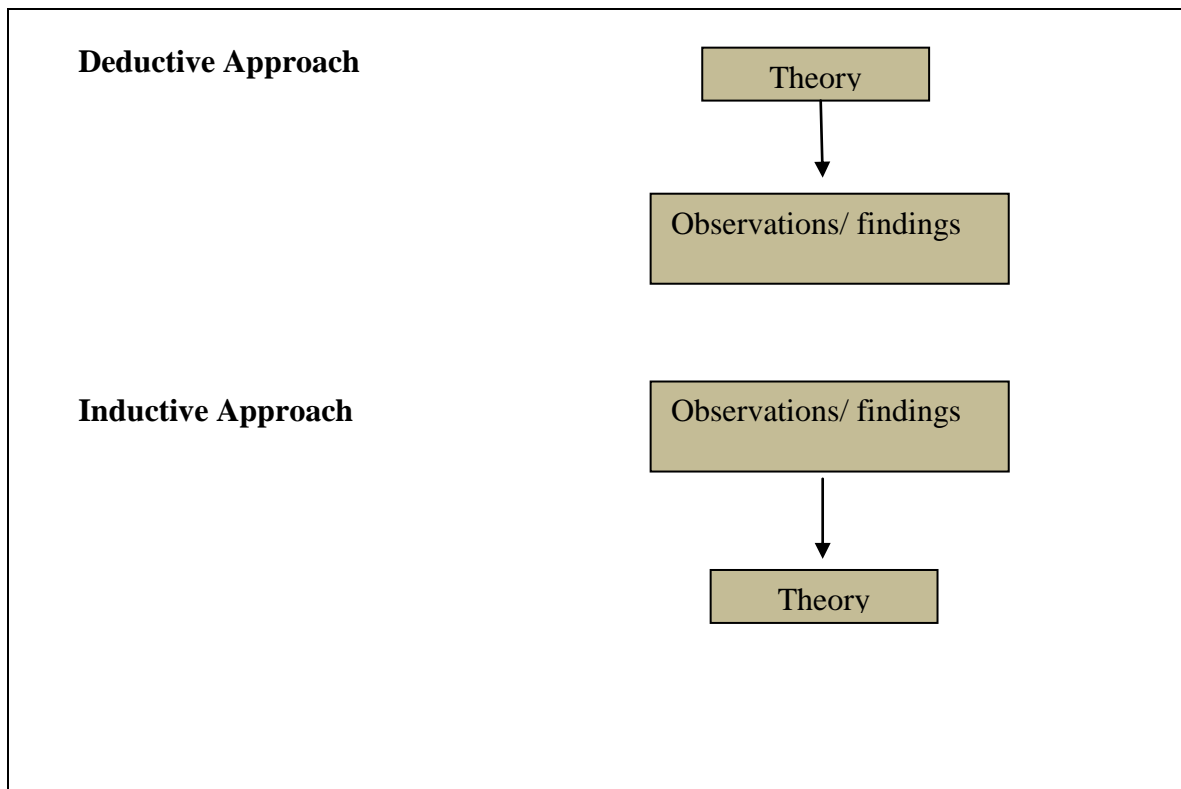 Deductive Approach
Theory
Observations/ findings
Inductive Approach
Observations/ findings
Theory